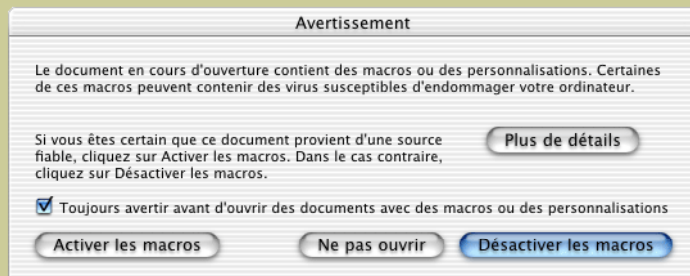 Avertissement
Le document en cours d'ouverture contient des macros ou des personnalisations. Certaines
de ces macros peuvent contenir des virus susceptibles d'endommager votre ordinateur.
Si vous êtes certain que ce document provient d'une source
fiable, cliquez sur Activer les macros. Dans le cas contraire,
cliquez sur Désactiver les macros.
Plus de détails
Toujours avertir avant d'ouvrir des documents avec des macros ou des personnalisations
Activer les macros
Ne pas ouvrir
Désactiver les macros